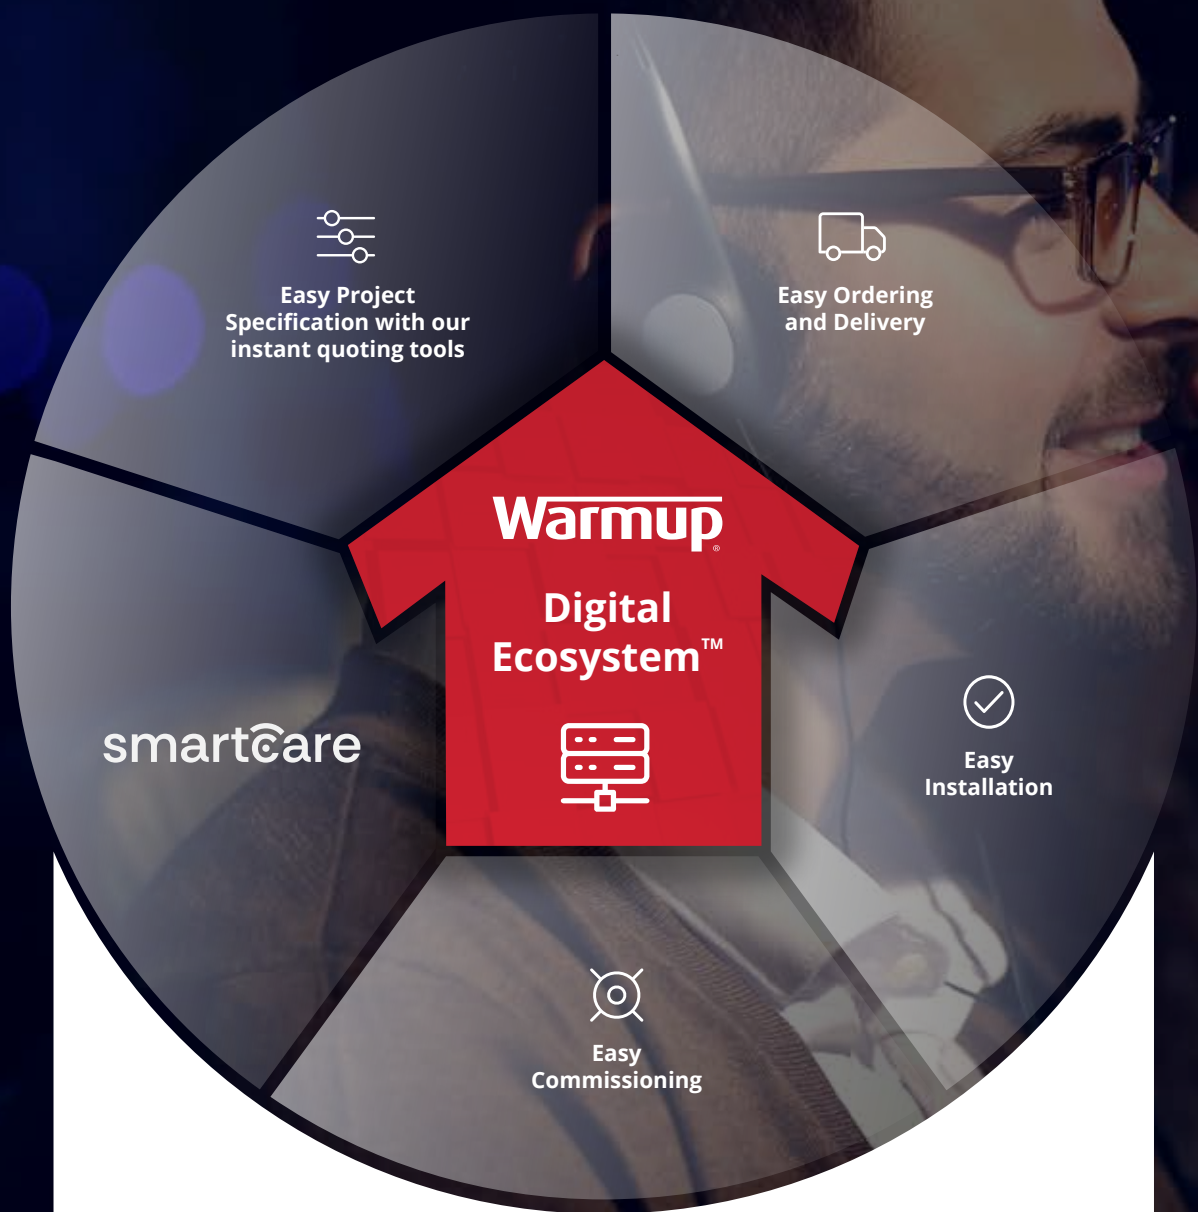 Easy Project
Specification with our
instant quoting tools
Easy Ordering
and Delivery
Warmup®
Digital
Ecosystem™
smartcare
Easy
Installation
Easy
Commissioning